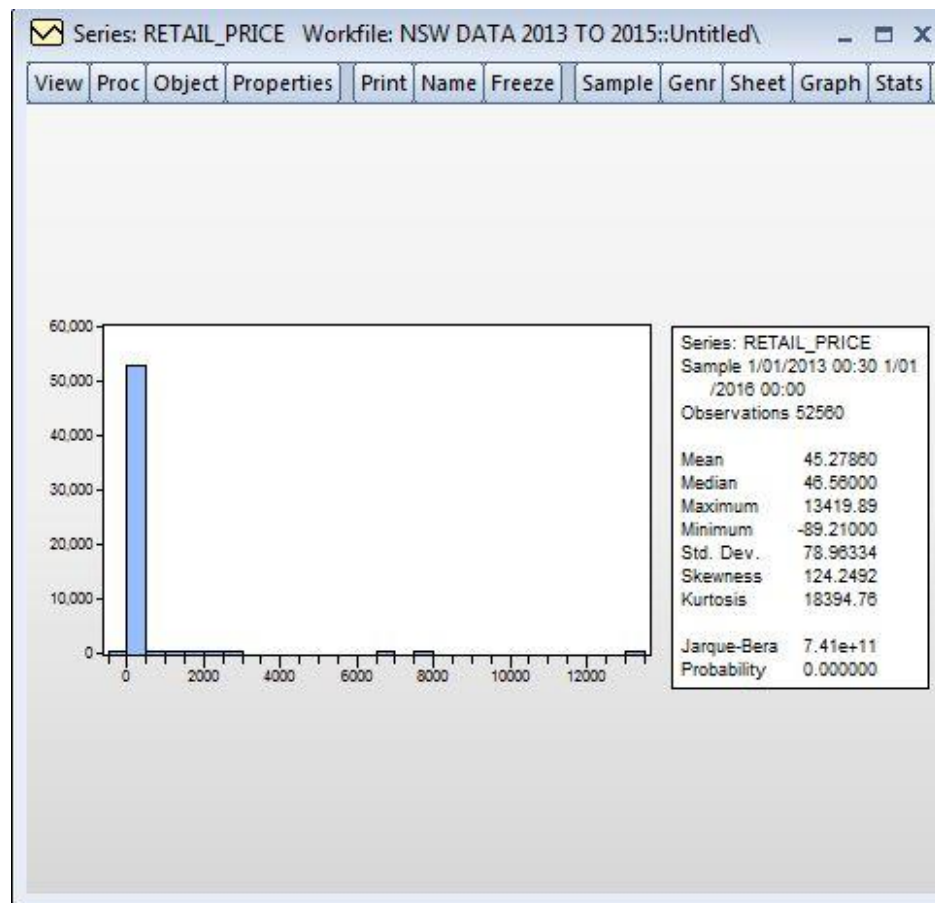 Series: RETAIL_PRICE Workfile: NSW DATA 2013 TO 2015::Untitled\
View Proc Object Properties Print Name Freeze Sample Genr Sheet Graph Stats
60,000
50,000
40,000
30,000
20,000
10,000
0
0 2000 4000 6000 8000 10000 12000
Series: RETAIL_PRICE
Sample 1/01/2013 00:30 1/01
/2016 00:00
Observations 52560
Mean 45.27860
Median 46.56000
Maximum 13419.89
Minimum -89.21000
Std. Dev. 78.96334
Skewness 124.2492
Kurtosis 18394.76
Jarque-Bera 7.41e+11
Probability 0.000000